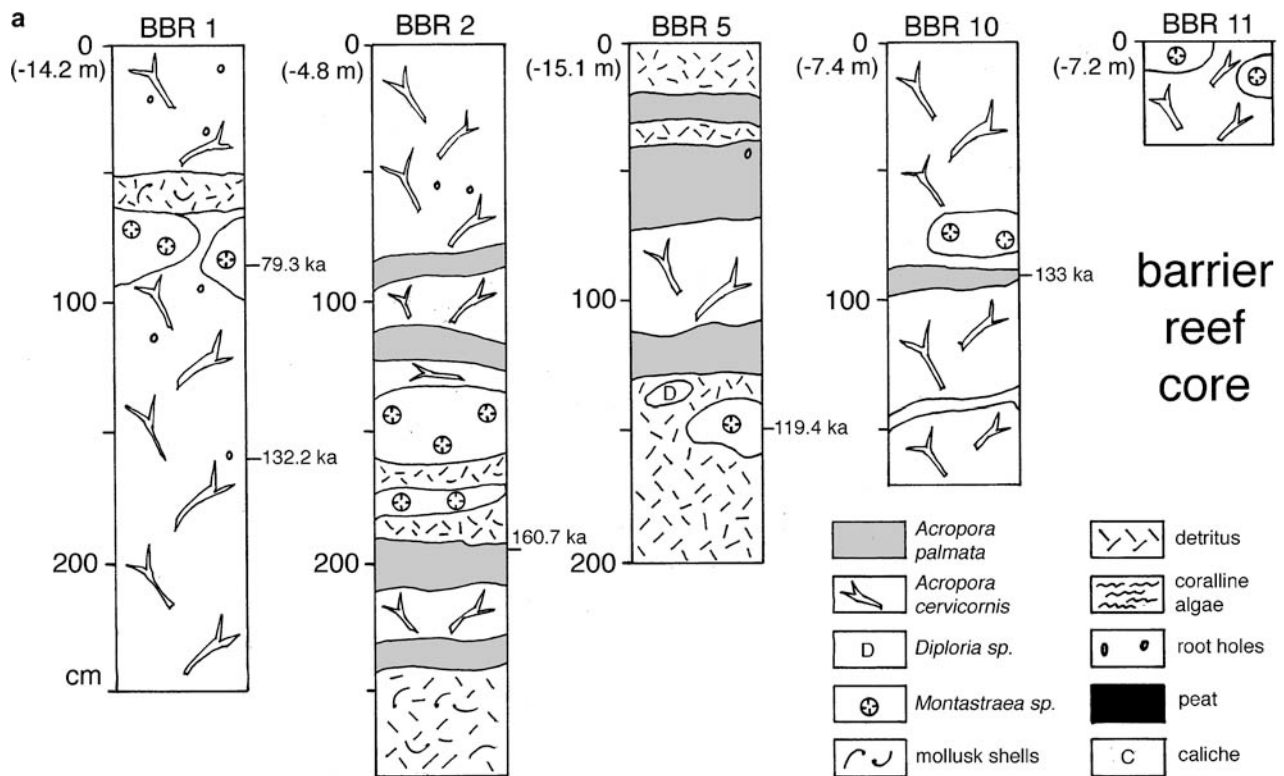 a
BBR 1
BBR 2
BBR 5
BBR 10
BBR 11
0
(-14.2 m)
100
200
cm
79.3 ka
132.2 ka
0
(-4.8 m)
100
200
160.7 ka
0
(-15.1 m)
100
200
119.4 ka
0
(-7.4 m)
100
133 ka
0
(-7.2 m)
barrier
reef
core
Acropora
palmata
Acropora
cervicornis
D
Diploria sp.
Montastraea sp.
mollusk shells
detritus
coralline
algae
root holes
peat
C
caliche
D